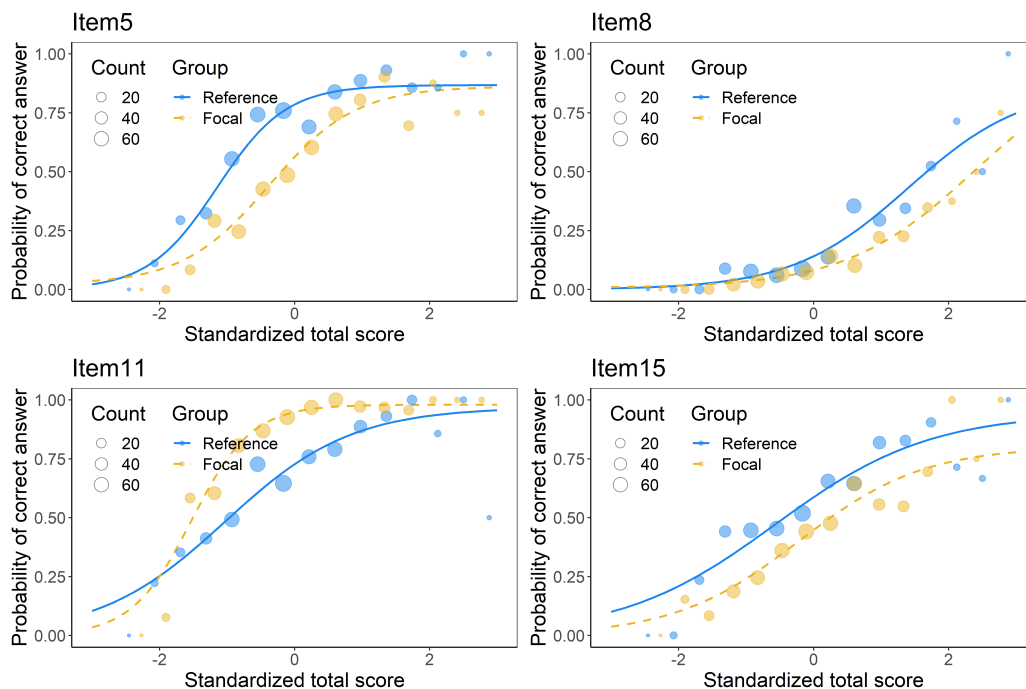 Item5
Probability of correct answer
1.00
0.75
0.50
0.25
0.00
Count
20
40
60
Group
Reference
Focal
-2
0
2
Standardized total score
Item8
Probability of correct answer
1.00
0.75
0.50
0.25
0.00
Count
20
40
60
Group
Reference
Focal
-2
0
2
Standardized total score
Item11
Probability of correct answer
1.00
0.75
0.50
0.25
0.00
Count
20
40
60
Group
Reference
Focal
-2
0
2
Standardized total score
Item15
Probability of correct answer
1.00
0.75
0.50
0.25
0.00
Count
20
40
60
Group
Reference
Focal
-2
0
2
Standardized total score